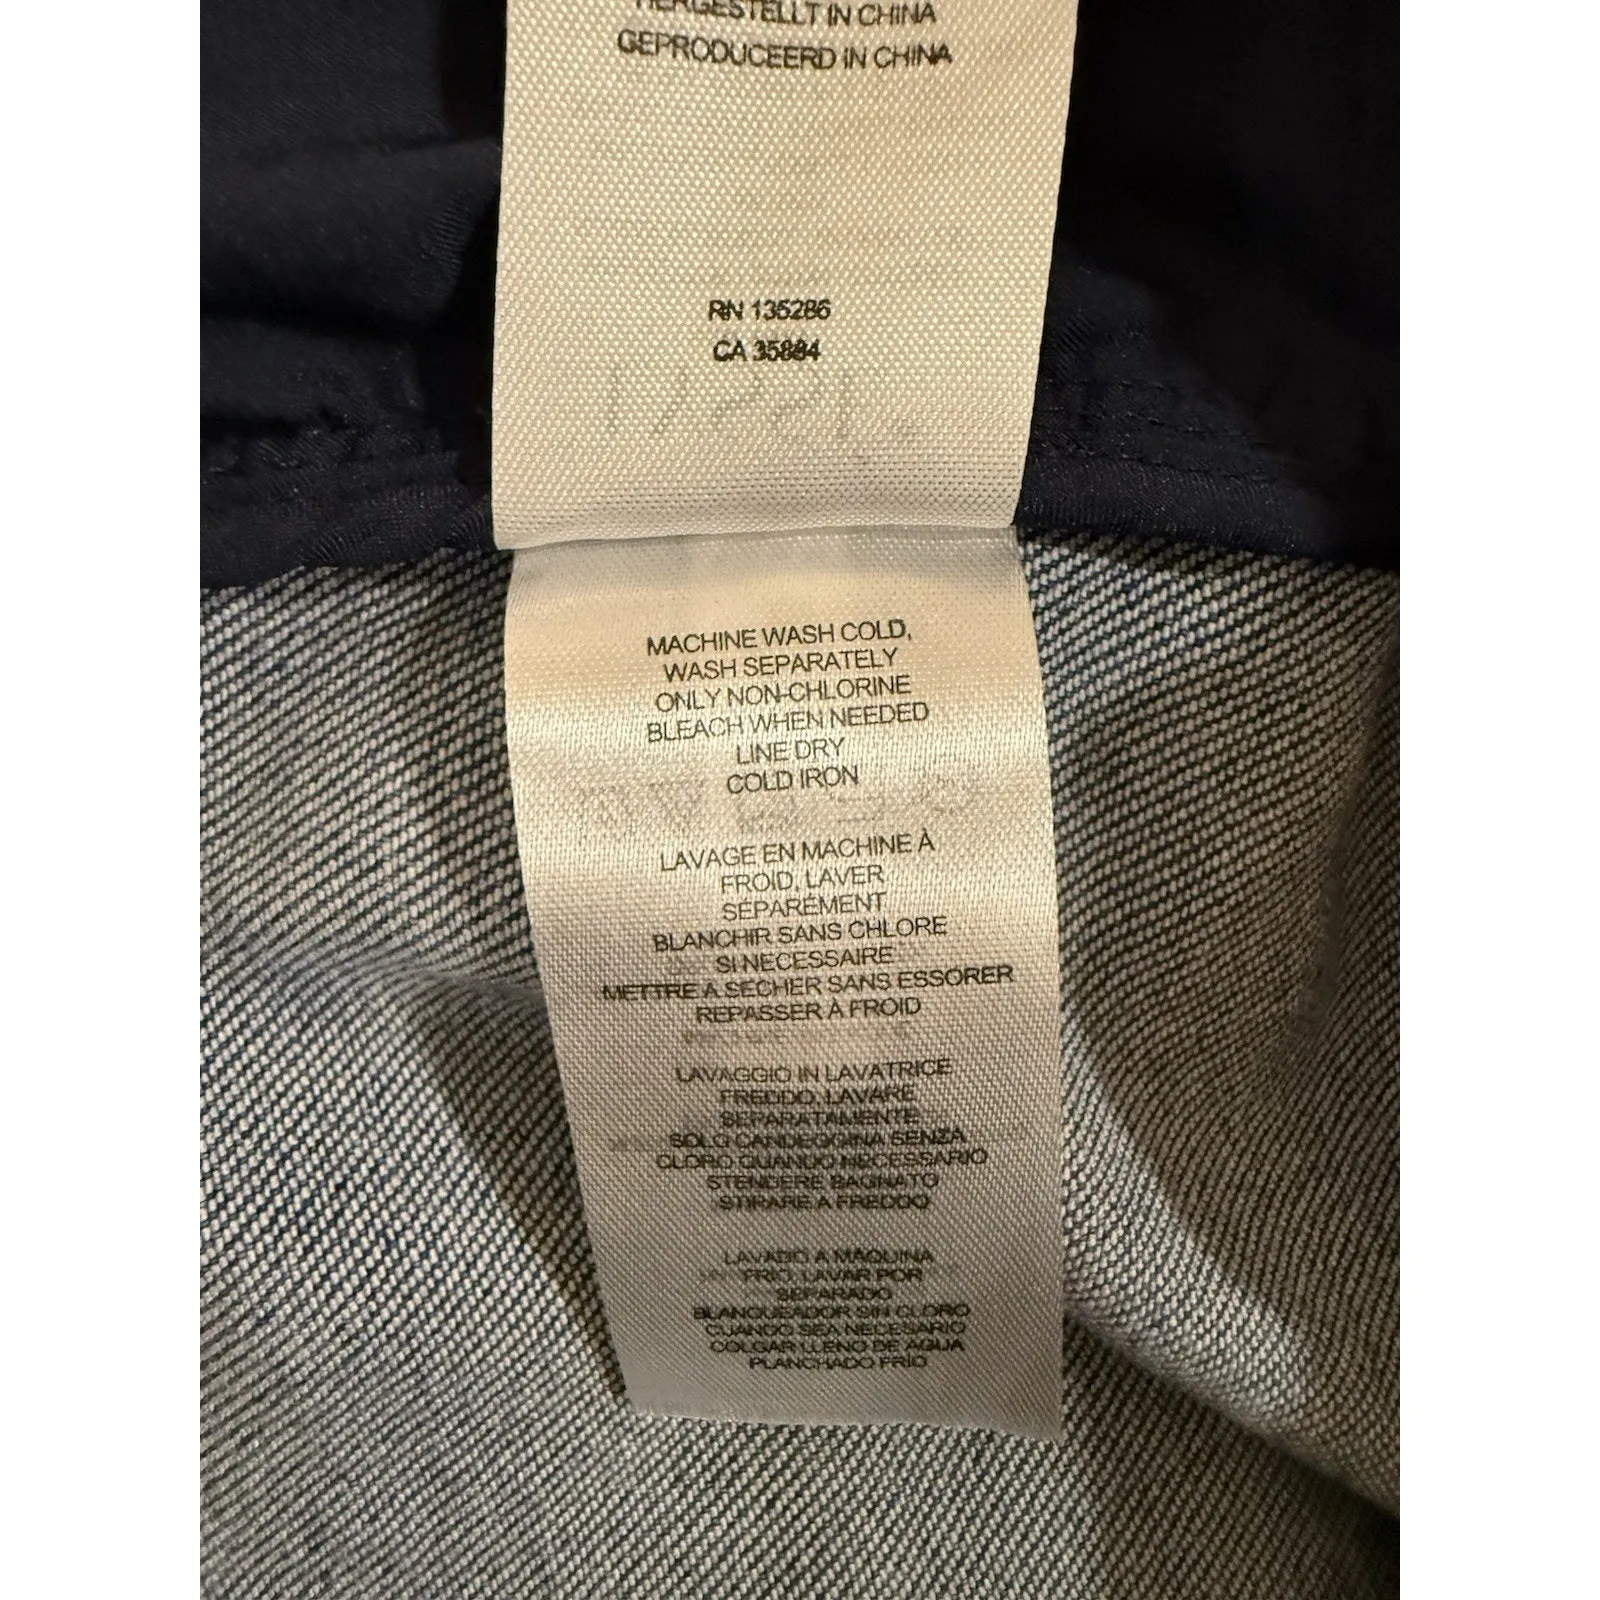 HERGESTELLT IN CHINA
GEPRODUCEERD IN CHINA
RN 135286
CA 35884
MACHINE WASH COLD,
WASH SEPARATELY
ONLY NON-CHLORINE
BLEACH WHEN NEEDED
LINE DRY
COLD IRON
LAVAGE EN MACHINE À
FROID, LAVER
SÉPARÉMENT
BLANCHIR SANS CHLORE
SI NECESSAIRE
METTRE A SECHER SANS ESSORER
REPASSER À FROID
LAVAGGIO IN LAVATRICE
FREDDO, LAVARE
SEPARATAMENTE
SOLO CANDEGGINA SENZA
CLORO QUANDO NECESSARIO
STENDERE BAGNATO
STIRARE A FREDDO
LAVADO A MAQUINA
FRIO, LAVAR POR
SEPARADO
BLANQUEADOR SIN CLORO
CUANDO SEA NECESARIO
COLGAR LLENO DE AGUA
PLANCHADO FRÍO